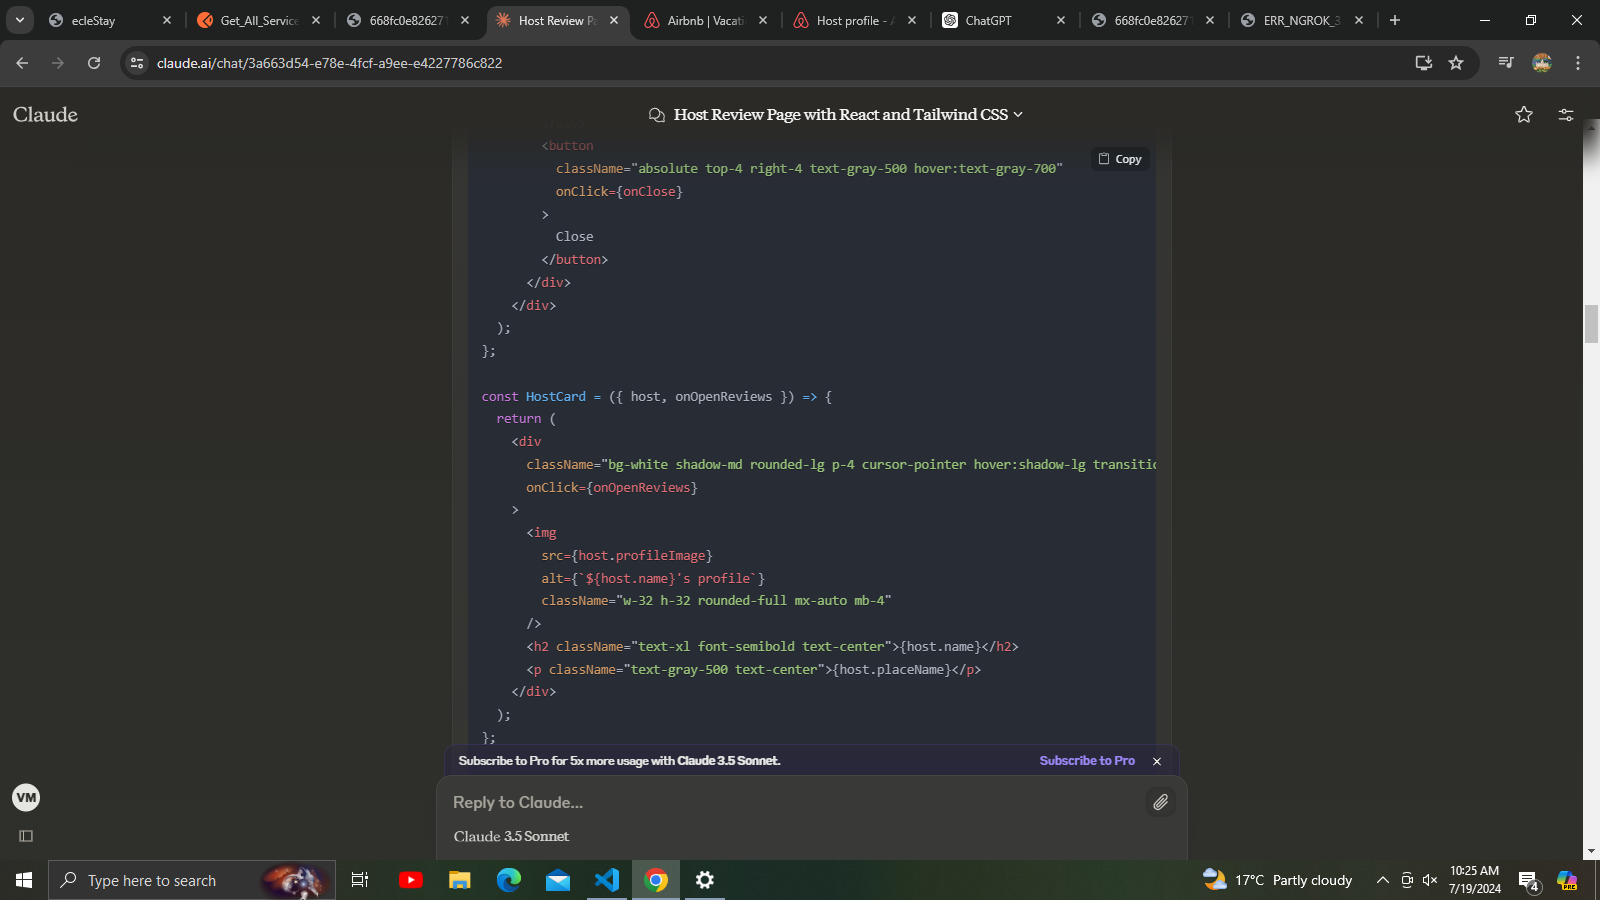 ecleStay
Get_All_Service
668fc0e826271
Host Review Pa
Airbnb | Vacati
Host profile - A
ChatGPT
668fc0e826271
ERR_NGROK_3
claude.ai/chat/3a663d54-e78e-4fcf-a9ee-e4227786c822
Claude
Host Review Page with React and Tailwind CSS
<button
Copy
className="absolute top-4 right-4 text-gray-500 hover:text-gray-700"
onClick={onClose}
>
Close
</button>
</div>
</div>
);
};
const HostCard = ({ host, onOpenReviews }) => {
return (
<div
className="bg-white shadow-md rounded-lg p-4 cursor-pointer hover:shadow-lg transitio
onClick={onOpenReviews}
>
<img
src={host.profileImage}
alt={`${host.name}'s profile`}
className="w-32 h-32 rounded-full mx-auto mb-4"
/>
<h2 className="text-xl font-semibold text-center">{host.name}</h2>
<p className="text-gray-500 text-center">{host.placeName}</p>
</div>
);
};
Subscribe to Pro for 5x more usage with Claude 3.5 Sonnet.
Subscribe to Pro
VM
Reply to Claude...
Claude 3.5 Sonnet
Type here to search
17°C Partly cloudy
10:25 AM
7/19/2024
4
PRE